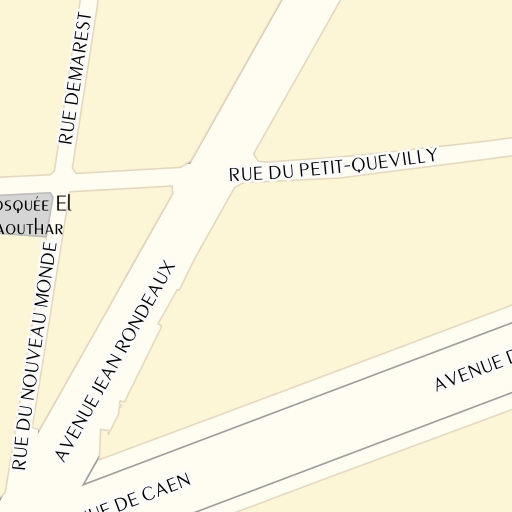 RUE DEMAREST
RUE DU PETIT-QUEVILLY
El
RUE DU NOUVEAU MONDE
AVENUE JEAN RONDEAUX
AVENUE
DE CAEN